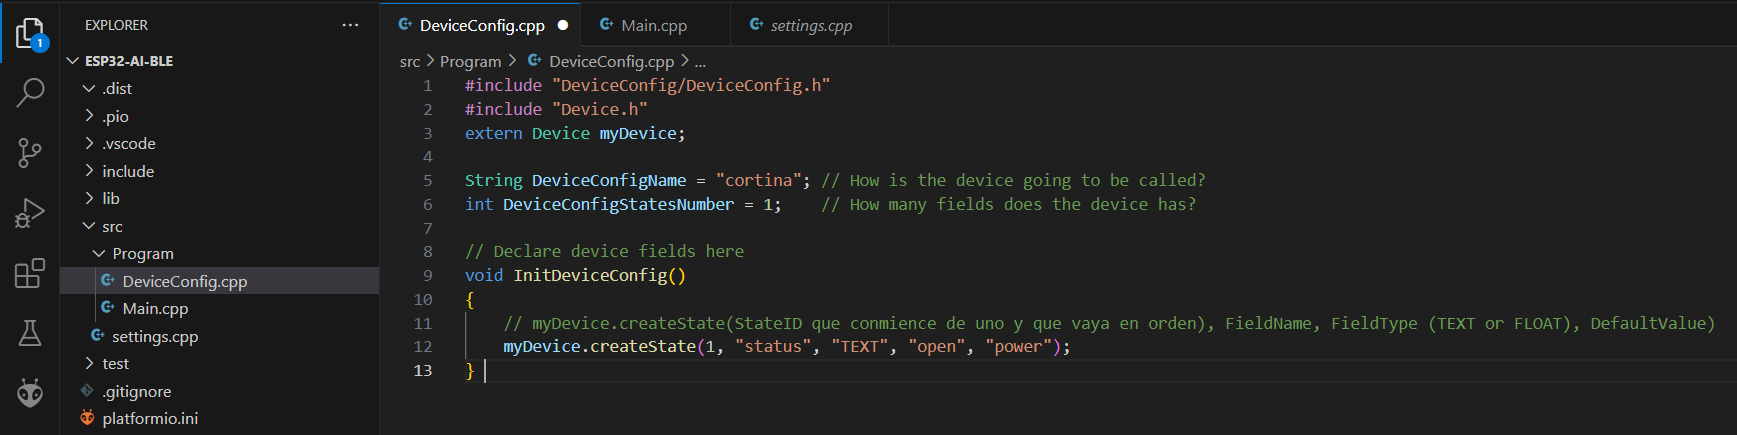 EXPLORER
...
DeviceConfig.cpp
Main.cpp
settings.cpp
1
ESP32-AI-BLE
.dist
.pio
.vscode
include
lib
src
Program
DeviceConfig.cpp
Main.cpp
settings.cpp
test
.gitignore
platformio.ini
src > Program > DeviceConfig.cpp > ...
1 #include "DeviceConfig/DeviceConfig.h"
2 #include "Device.h"
3 extern Device myDevice;
4
5 String DeviceConfigName = "cortina"; // How is the device going to be called?
6 int DeviceConfigStatesNumber = 1;    // How many fields does the device has?
7
8 // Declare device fields here
9 void InitDeviceConfig()
10 {
11     // myDevice.createState(StateID que conmience de uno y que vaya en orden), FieldName, FieldType (TEXT or FLOAT), DefaultValue)
12     myDevice.createState(1, "status", "TEXT", "open", "power");
13 }